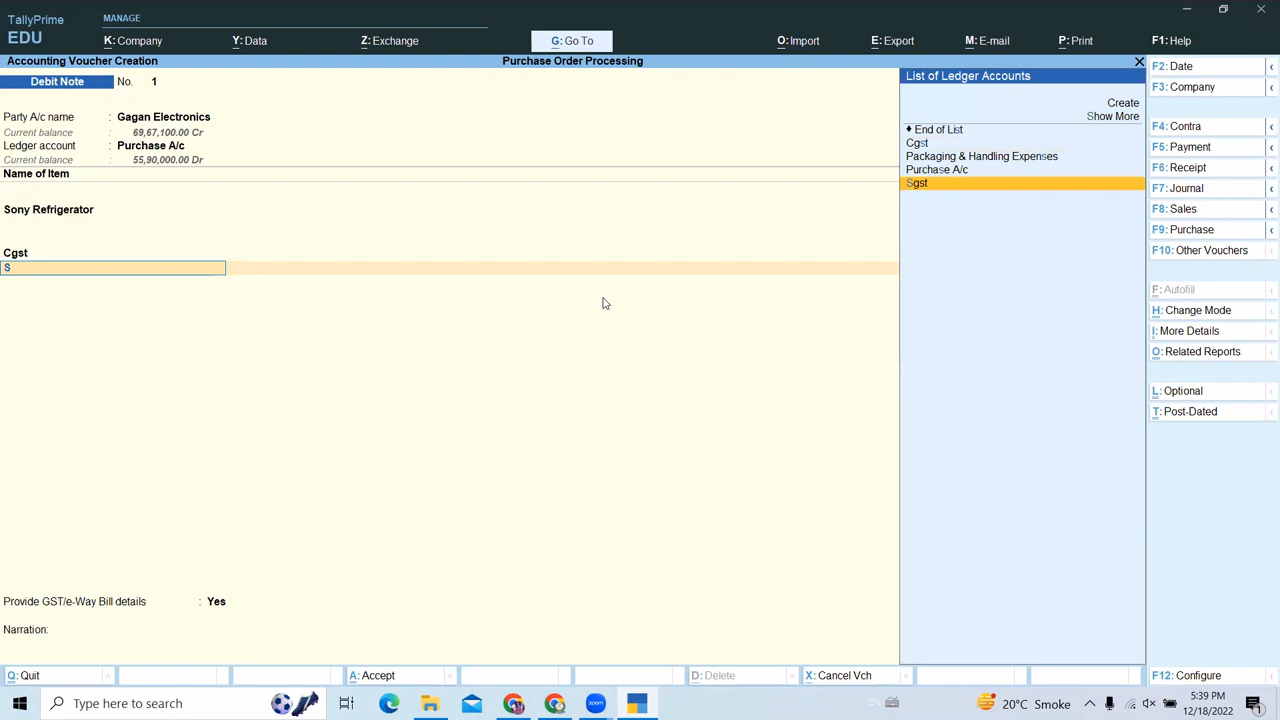 TallyPrime
EDU
MANAGE
K: Company
Y: Data
Z: Exchange
G: Go To
O: Import
E: Export
M: E-mail
P: Print
F1: Help
Accounting Voucher Creation
Purchase Order Processing
Debit Note No. 1
Party A/c name : Gagan Electronics
Current balance : 69,67,100.00 Cr
Ledger account : Purchase A/c
Current balance : 55,90,000.00 Dr
Name of Item
Sony Refrigerator
Cgst
S
Provide GST/e-Way Bill details : Yes
Narration:
List of Ledger Accounts
Create
Show More
♦ End of List
Cgst
Packaging & Handling Expenses
Purchase A/c
Sgst
F2: Date
F3: Company
F4: Contra
F5: Payment
F6: Receipt
F7: Journal
F8: Sales
F9: Purchase
F10: Other Vouchers
F: Autofill
H: Change Mode
I: More Details
O: Related Reports
L: Optional
T: Post-Dated
Q: Quit
A: Accept
D: Delete
X: Cancel Vch
F12: Configure
Type here to search
zoom
EN
20°C Smoke
5:39 PM
12/18/2022
1